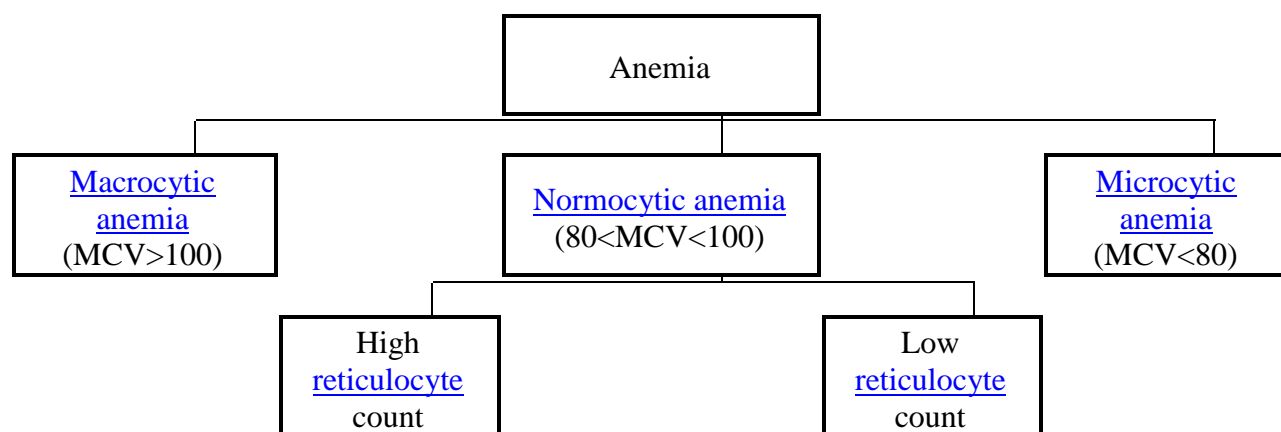 Anemia
Macrocytic
anemia
(MCV>100)
Normocytic anemia
(80<MCV<100)
Microcytic
anemia
(MCV<80)
High
reticulocyte
count
Low
reticulocyte
count